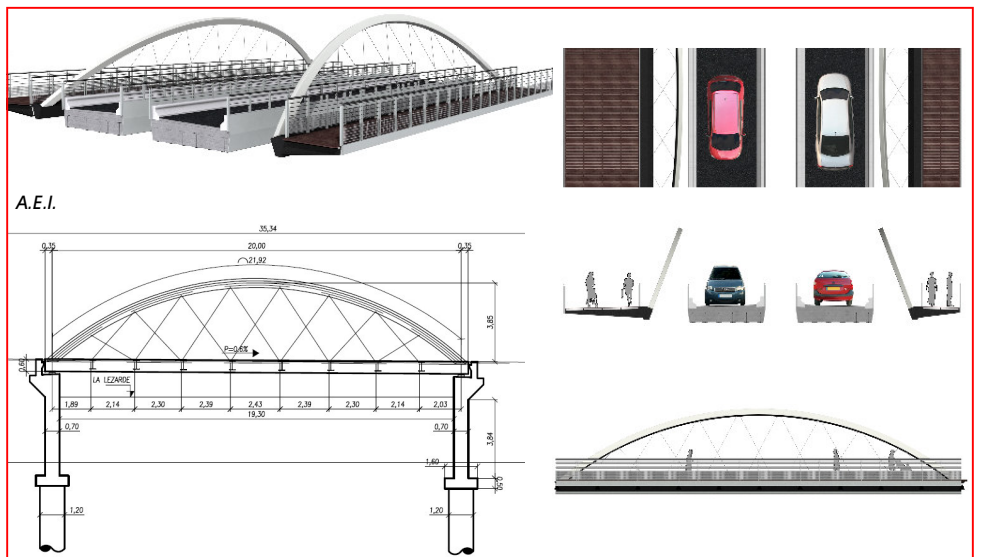 A.E.I.
35,34
0,35 20,00 0,35
21,92
3,85
P=0,6%
0,60
LA LEZARDE
1,89 2,14 2,30 2,39 2,43 2,39 2,30 2,14 2,03
19,30
0,70 0,70
3,84
1,60
0,50
1,20 1,20